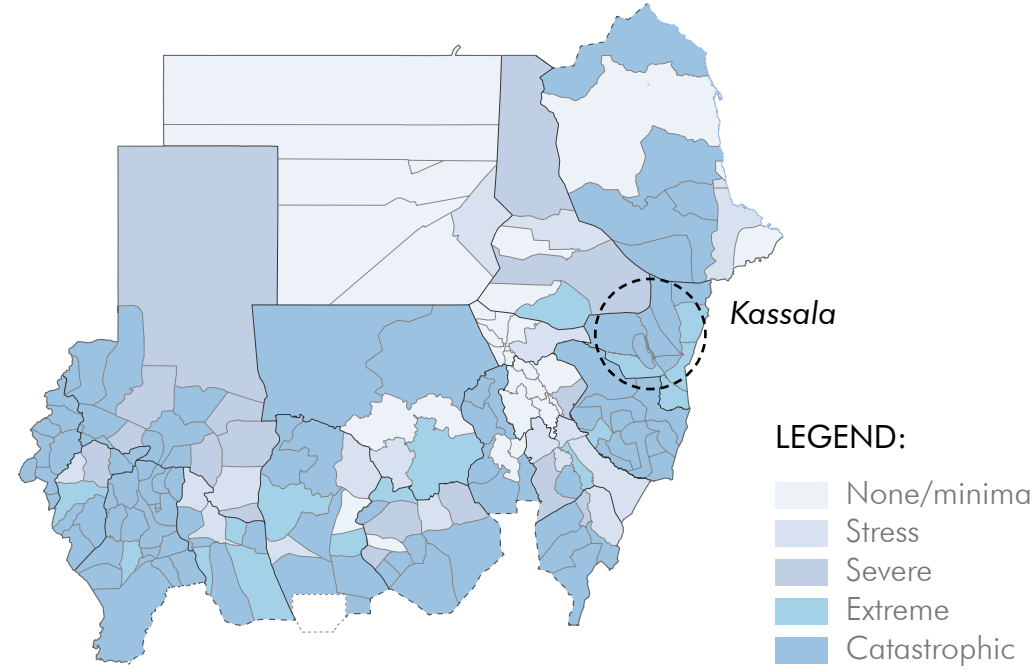 Kassala
LEGEND:
None/minima
Stress
Severe
Extreme
Catastrophic